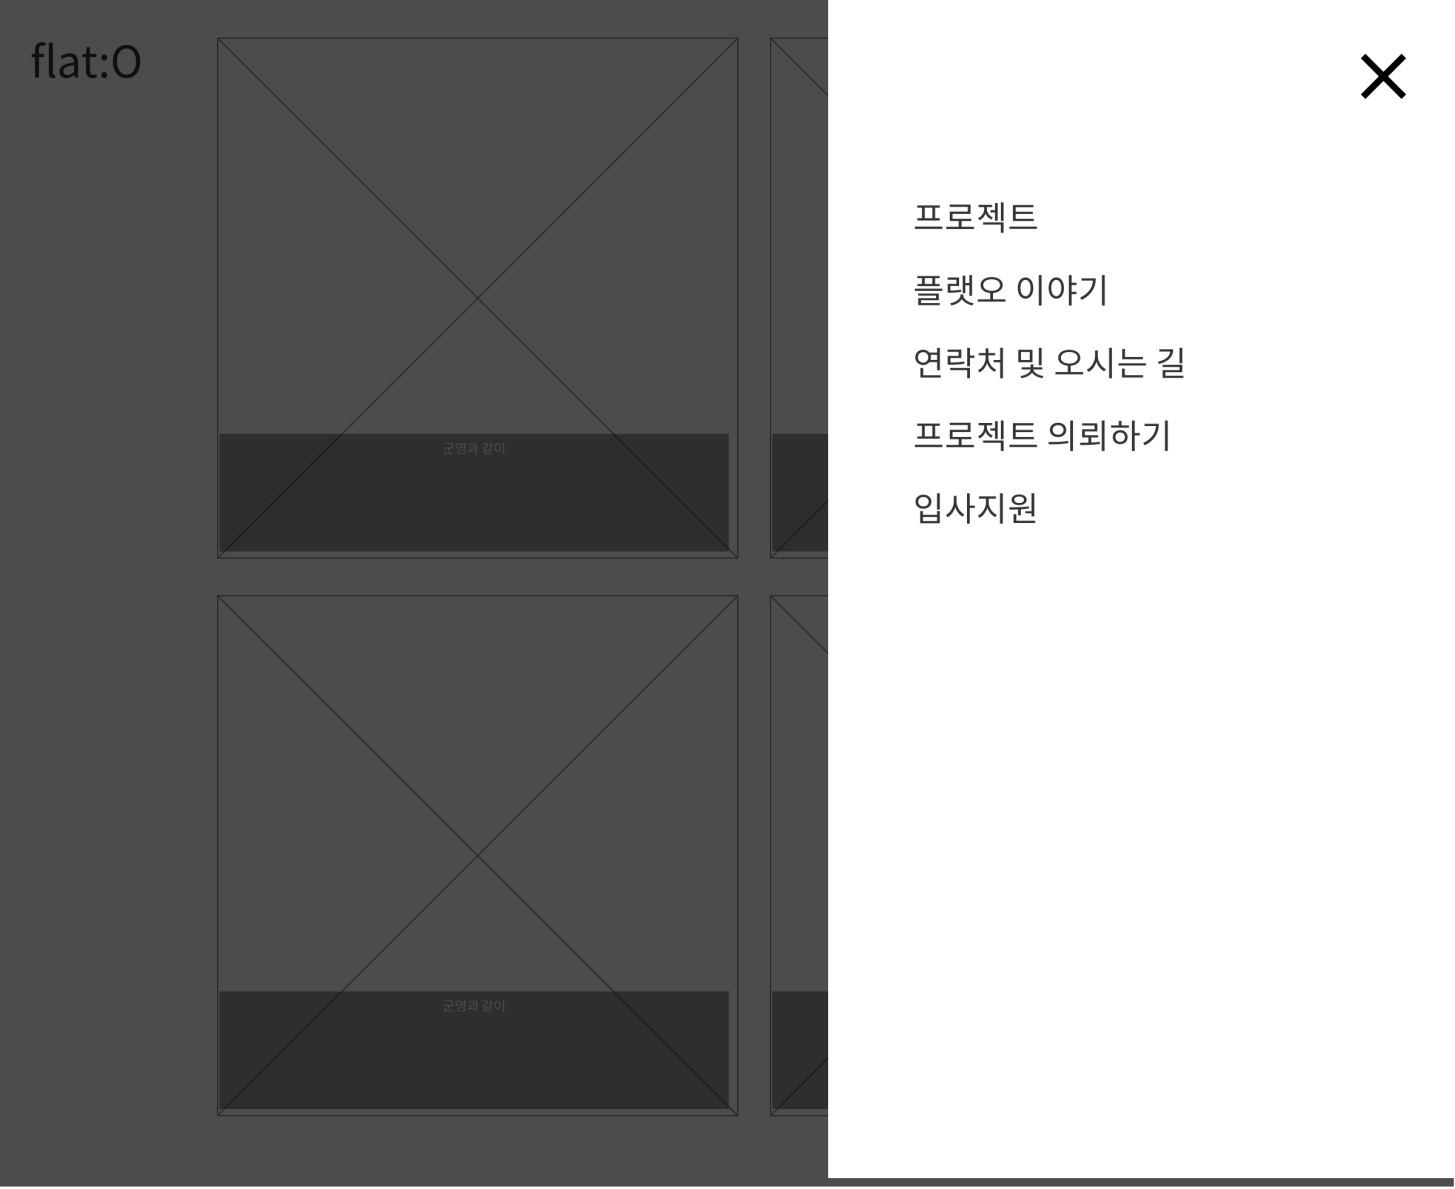 flat:O
군영과 같이
군영과 같이
프로젝트
플랫오 이야기
연락처 및 오시는 길
프로젝트 의뢰하기
입사지원